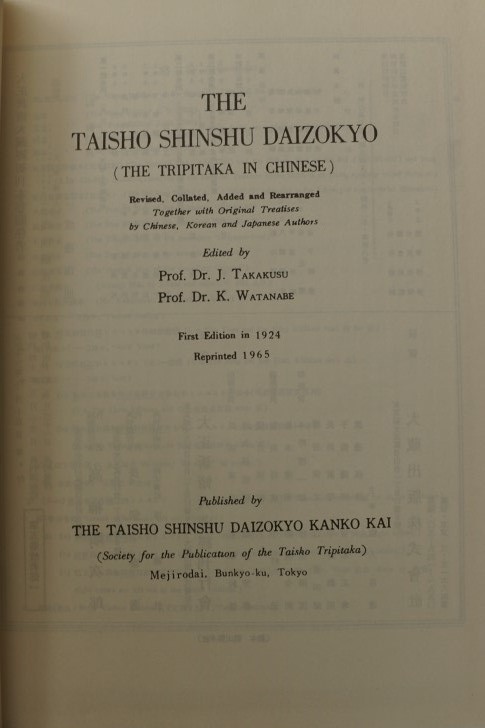 THE
TAISHO SHINSHU DAIZOKYO
(THE TRIPITAKA IN CHINESE)
Revised, Collated, Added and Rearranged
Together with Original Treatises
by Chinese, Korean and Japanese Authors
Edited by
Prof. Dr. J. TAKAKUSU
Prof. Dr. K. WATANABE
First Edition in 1924
Reprinted 1965
Published by
THE TAISHO SHINSHU DAIZOKYO KANKO KAI
(Society for the Publication of the Taisho Tripitaka)
Mejirodai, Bunkyo-ku, Tokyo